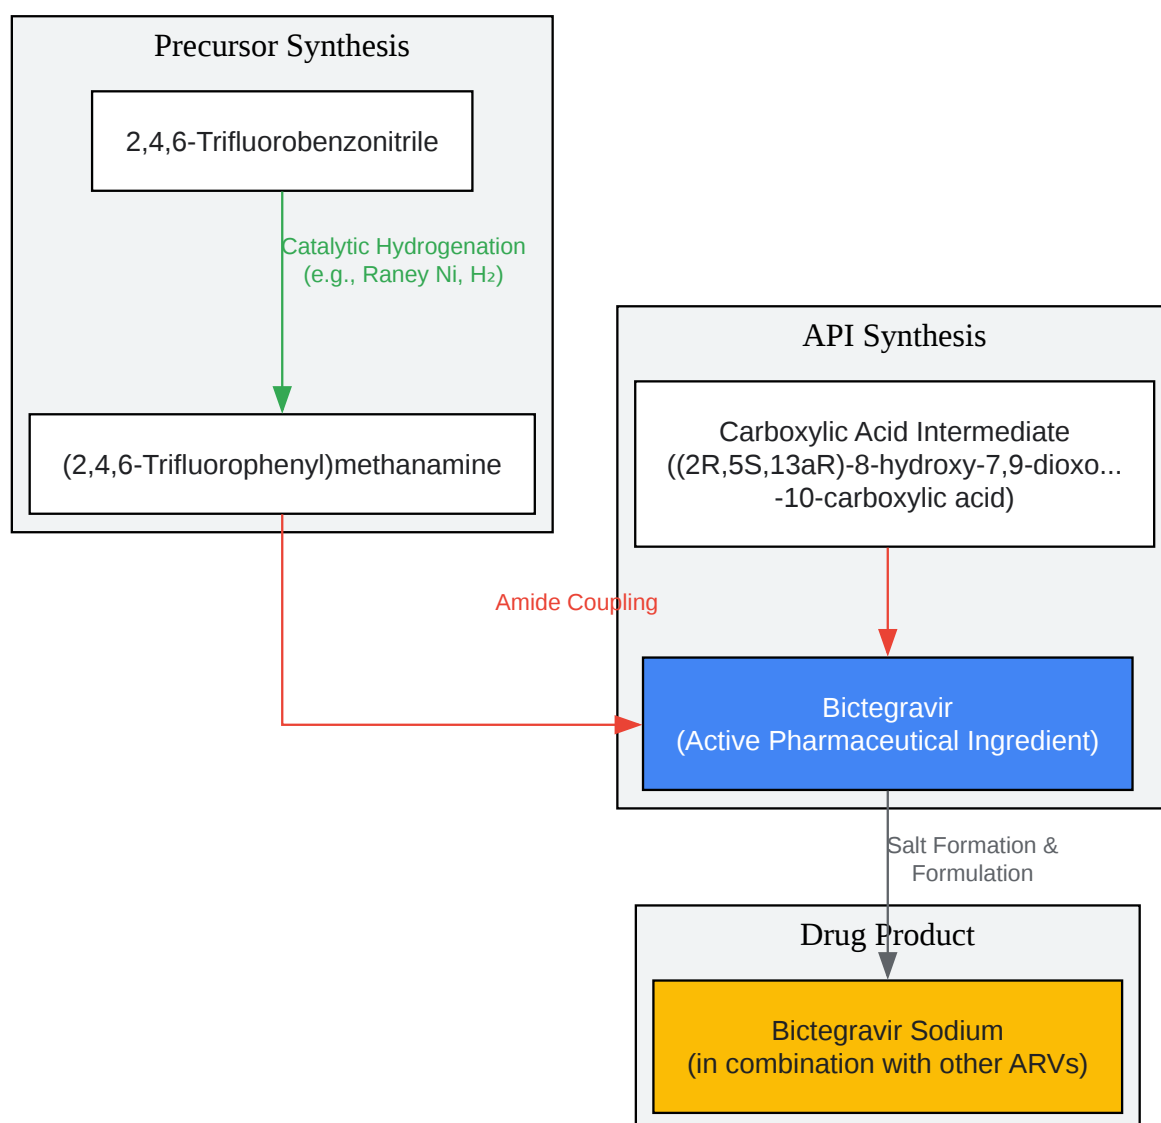 Precursor Synthesis
2,4,6-Trifluorobenzonitrile
Catalytic Hydrogenation
(e.g., Raney Ni, H₂)
(2,4,6-Trifluorophenyl)methanamine
API Synthesis
Carboxylic Acid Intermediate
((2R,5S,13aR)-8-hydroxy-7,9-dioxo...
-10-carboxylic acid)
Amide Coupling
Bictegravir
(Active Pharmaceutical Ingredient)
Salt Formation &
Formulation
Drug Product
Bictegravir Sodium
(in combination with other ARVs)